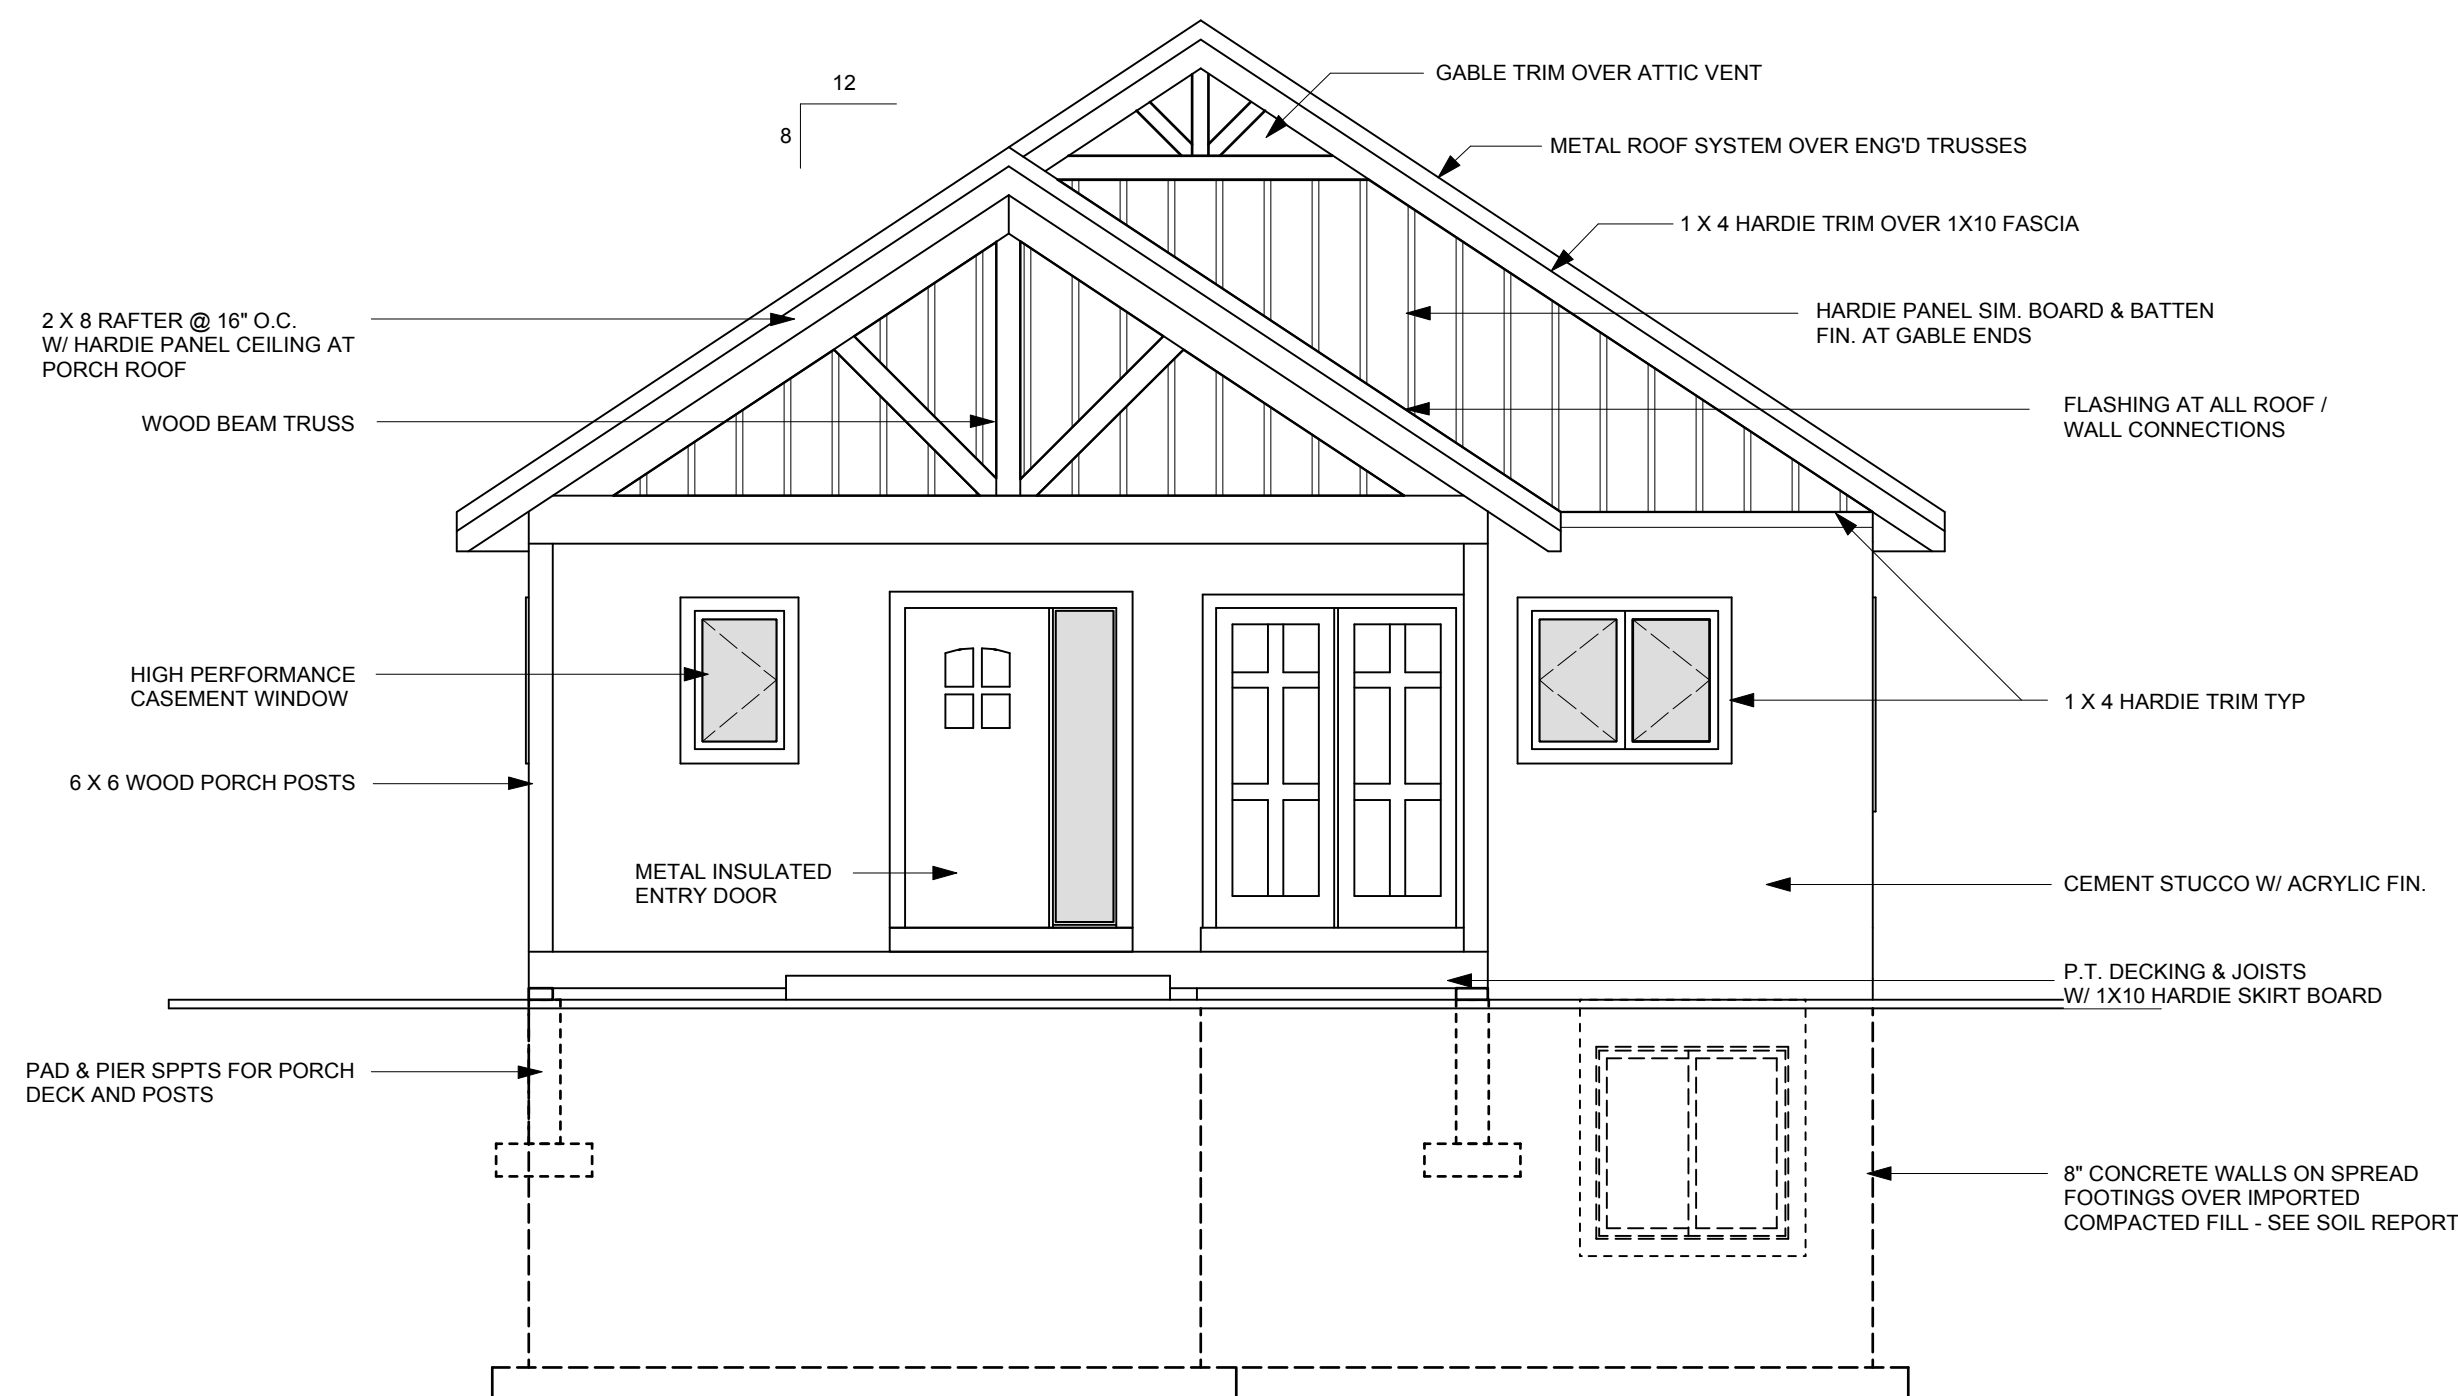 12
8
GABLE TRIM OVER ATTIC VENT
METAL ROOF SYSTEM OVER ENG'D TRUSSES
1 X 4 HARDIE TRIM OVER 1X10 FASCIA
HARDIE PANEL SIM. BOARD & BATTEN
FIN. AT GABLE ENDS
FLASHING AT ALL ROOF /
WALL CONNECTIONS
2 X 8 RAFTER @ 16" O.C.
W/ HARDIE PANEL CEILING AT
PORCH ROOF
WOOD BEAM TRUSS
HIGH PERFORMANCE
CASEMENT WINDOW
6 X 6 WOOD PORCH POSTS
METAL INSULATED
ENTRY DOOR
1 X 4 HARDIE TRIM TYP
CEMENT STUCCO W/ ACRYLIC FIN.
P.T. DECKING & JOISTS
W/ 1X10 HARDIE SKIRT BOARD
PAD & PIER SPPTS FOR PORCH
DECK AND POSTS
8" CONCRETE WALLS ON SPREAD
FOOTINGS OVER IMPORTED
COMPACTED FILL - SEE SOIL REPORT